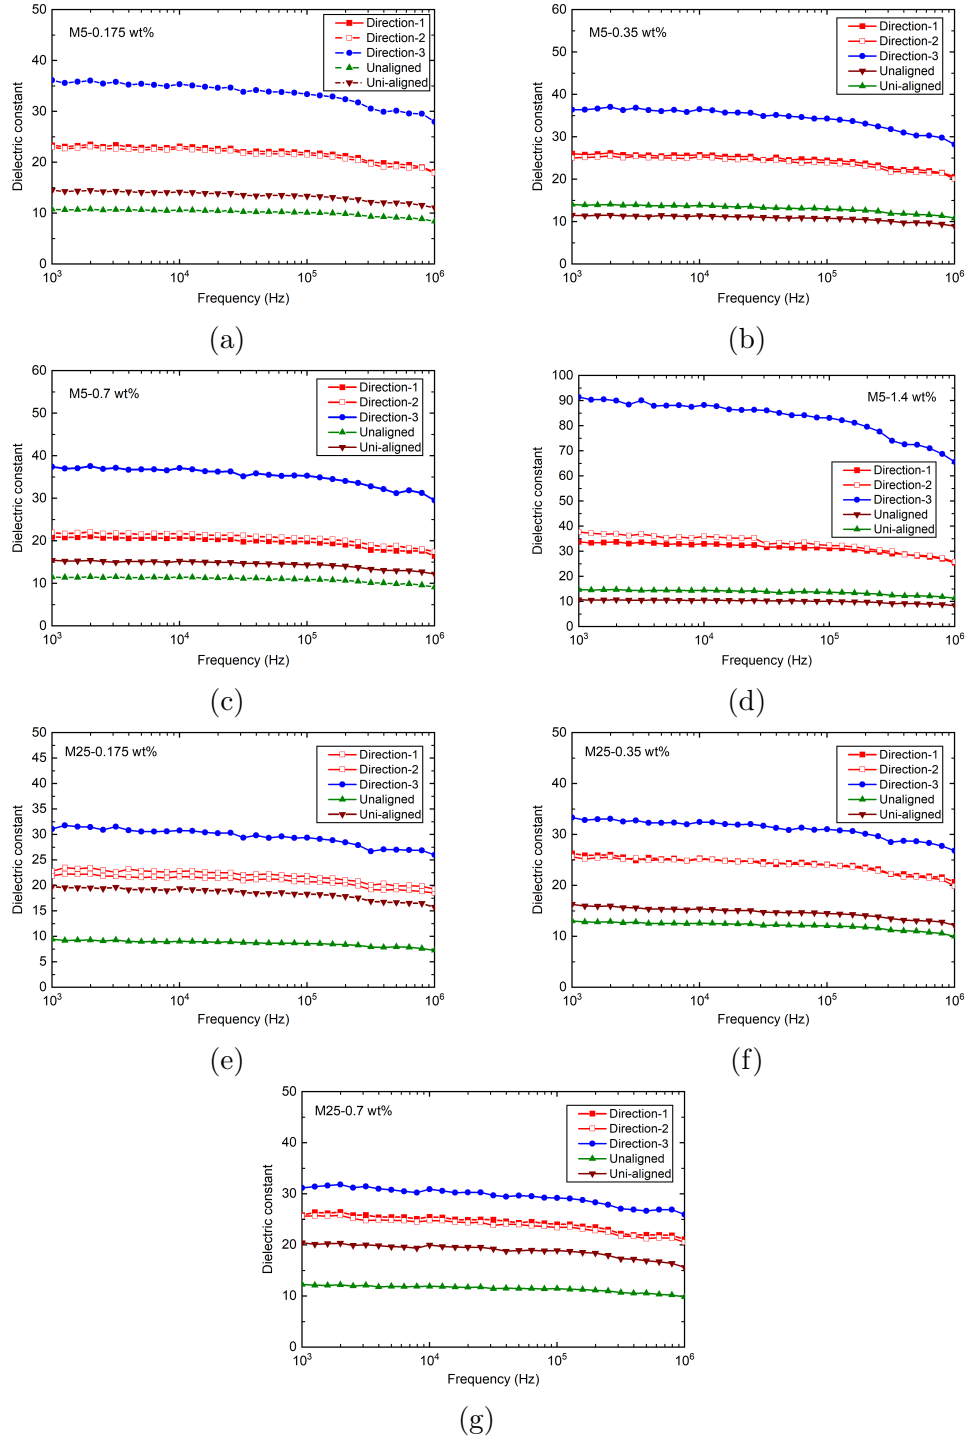 M5-0.175 wt%
Direction-1
Direction-2
Direction-3
Unaligned
Uni-aligned
50
40
30
20
10
0
Dielectric constant
10³ 10⁴ 10⁵ 10⁶
Frequency (Hz)
(a)
M5-0.35 wt%
Direction-1
Direction-2
Direction-3
Unaligned
Uni-aligned
60
50
40
30
20
10
0
Dielectric constant
10³ 10⁴ 10⁵ 10⁶
Frequency (Hz)
(b)
M5-0.7 wt%
Direction-1
Direction-2
Direction-3
Unaligned
Uni-aligned
60
50
40
30
20
10
0
Dielectric constant
10³ 10⁴ 10⁵ 10⁶
Frequency (Hz)
(c)
M5-1.4 wt%
Direction-1
Direction-2
Direction-3
Unaligned
Uni-aligned
100
90
80
70
60
50
40
30
20
10
0
Dielectric constant
10³ 10⁴ 10⁵ 10⁶
Frequency (Hz)
(d)
M25-0.175 wt%
Direction-1
Direction-2
Direction-3
Unaligned
Uni-aligned
50
45
40
35
30
25
20
15
10
5
0
Dielectric constant
10³ 10⁴ 10⁵ 10⁶
Frequency (Hz)
(e)
M25-0.35 wt%
Direction-1
Direction-2
Direction-3
Unaligned
Uni-aligned
50
40
30
20
10
0
Dielectric constant
10³ 10⁴ 10⁵ 10⁶
Frequency (Hz)
(f)
M25-0.7 wt%
Direction-1
Direction-2
Direction-3
Unaligned
Uni-aligned
50
40
30
20
10
0
Dielectric constant
10³ 10⁴ 10⁵ 10⁶
Frequency (Hz)
(g)